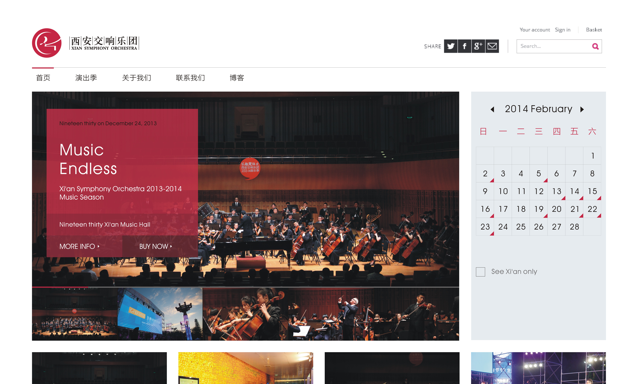 Your account
Sign in
Basket
西安交响乐团
XI'AN SYMPHONY ORCHESTRA
SHARE
Search...
首页
演出季
关于我们
联系我们
博客
Nineteen thirty on December 24, 2013
Music
Endless
Xi'an Symphony Orchestra 2013-2014
Music Season
Nineteen thirty Xi'an Music Hall
MORE INFO
BUY NOW
2014 February
日 一 二 三 四 五 六
1
2 3 4 5 6 7 8
9 10 11 12 13 14 15
16 17 18 19 20 21 22
23 24 25 26 27 28
See Xi'an only